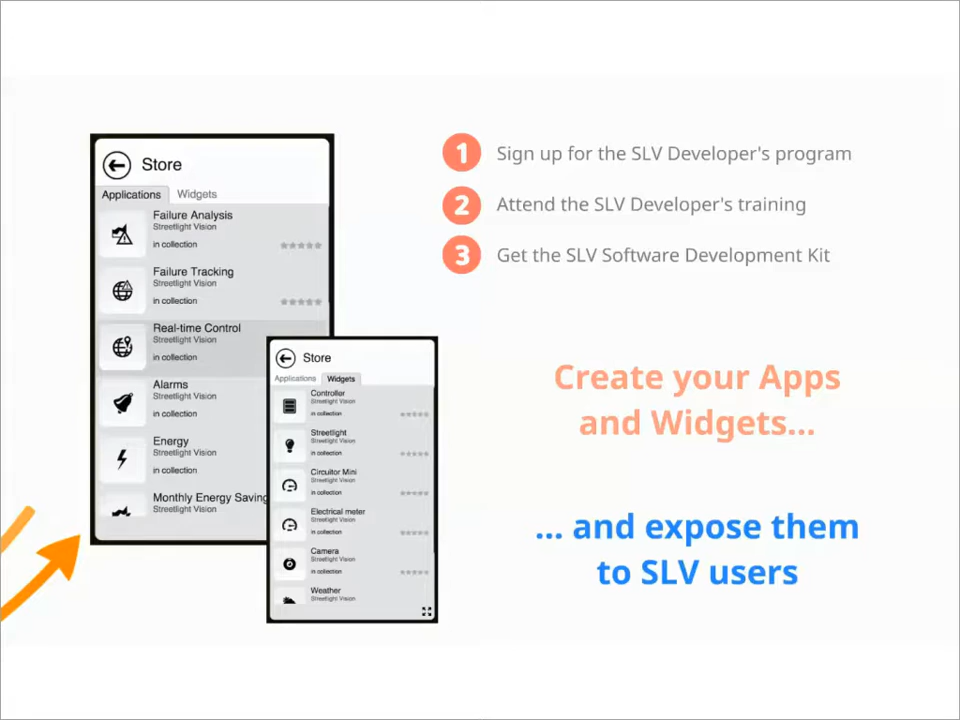 Store
Applications Widgets
Failure Analysis
Streetlight Vision
in collection
Failure Tracking
Streetlight Vision
in collection
Real-time Control
Streetlight Vision
in collection
Alarms
Streetlight Vision
in collection
Energy
Streetlight Vision
in collection
Monthly Energy Saving
Streetlight Vision
Store
Applications Widgets
Controller
Streetlight Vision
in collection
Streetlight
Streetlight Vision
in collection
Circuitor Mini
Streetlight Vision
in collection
Electrical meter
Streetlight Vision
in collection
Camera
Streetlight Vision
in collection
Weather
Streetlight Vision
1 Sign up for the SLV Developer's program
2 Attend the SLV Developer's training
3 Get the SLV Software Development Kit
Create your Apps
and Widgets...
... and expose them
to SLV users